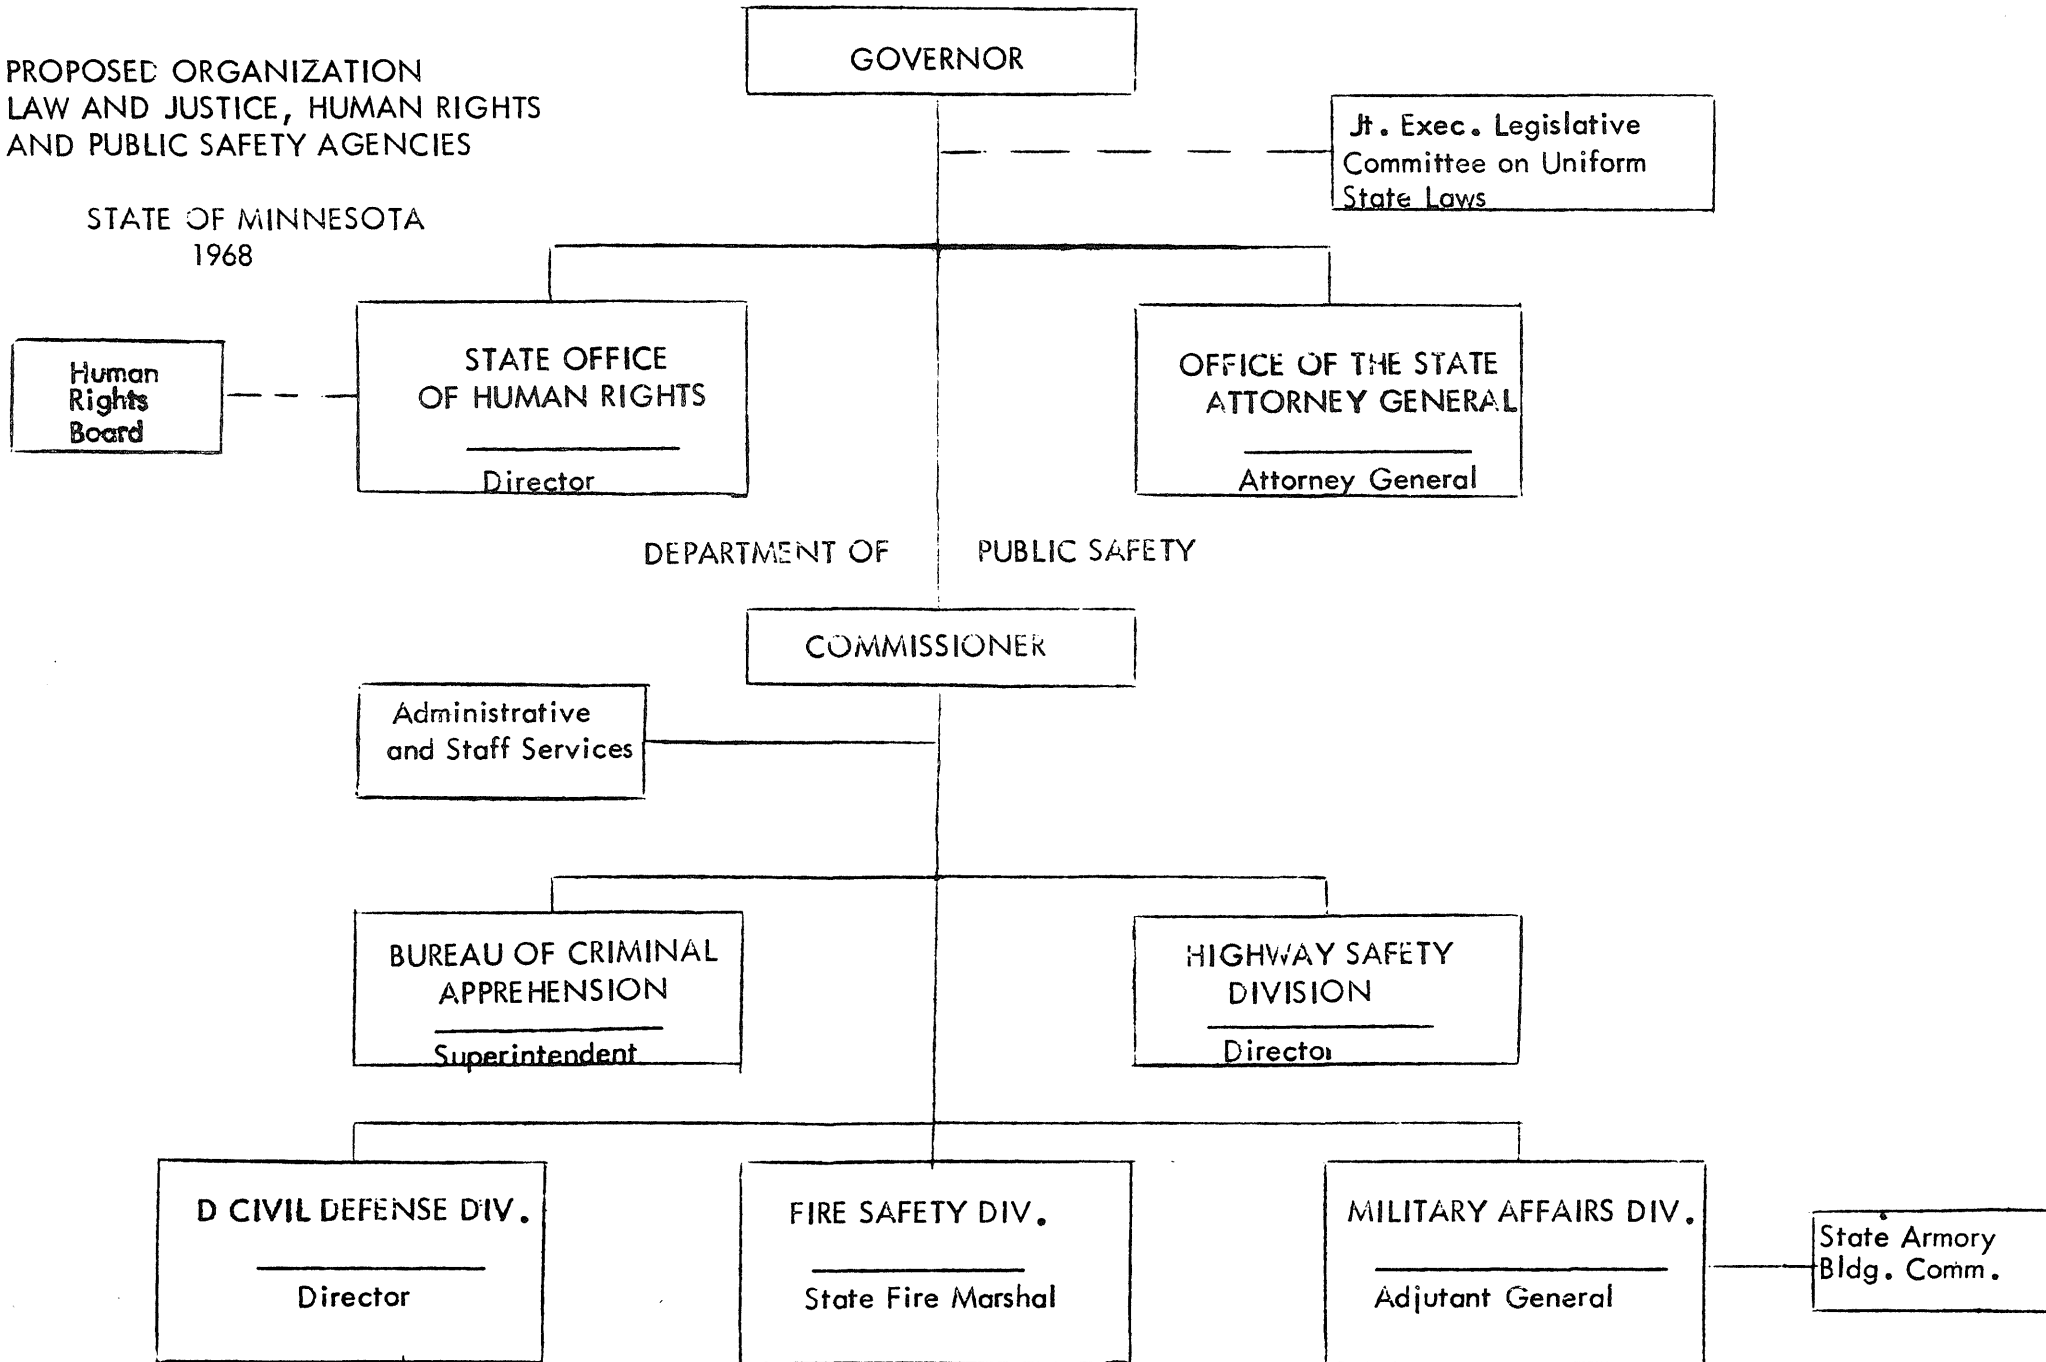 PROPOSED ORGANIZATION
LAW AND JUSTICE, HUMAN RIGHTS
AND PUBLIC SAFETY AGENCIES
STATE OF MINNESOTA
1968
GOVERNOR
Jt. Exec. Legislative
Committee on Uniform
State Laws
Human
Rights
Board
STATE OFFICE
OF HUMAN RIGHTS
Director
OFFICE OF THE STATE
ATTORNEY GENERAL
Attorney General
DEPARTMENT OF PUBLIC SAFETY
COMMISSIONER
Administrative
and Staff Services
BUREAU OF CRIMINAL
APPREHENSION
Superintendent
HIGHWAY SAFETY
DIVISION
Director
D CIVIL DEFENSE DIV.
Director
FIRE SAFETY DIV.
State Fire Marshal
MILITARY AFFAIRS DIV.
Adjutant General
State Armory
Bldg. Comm.